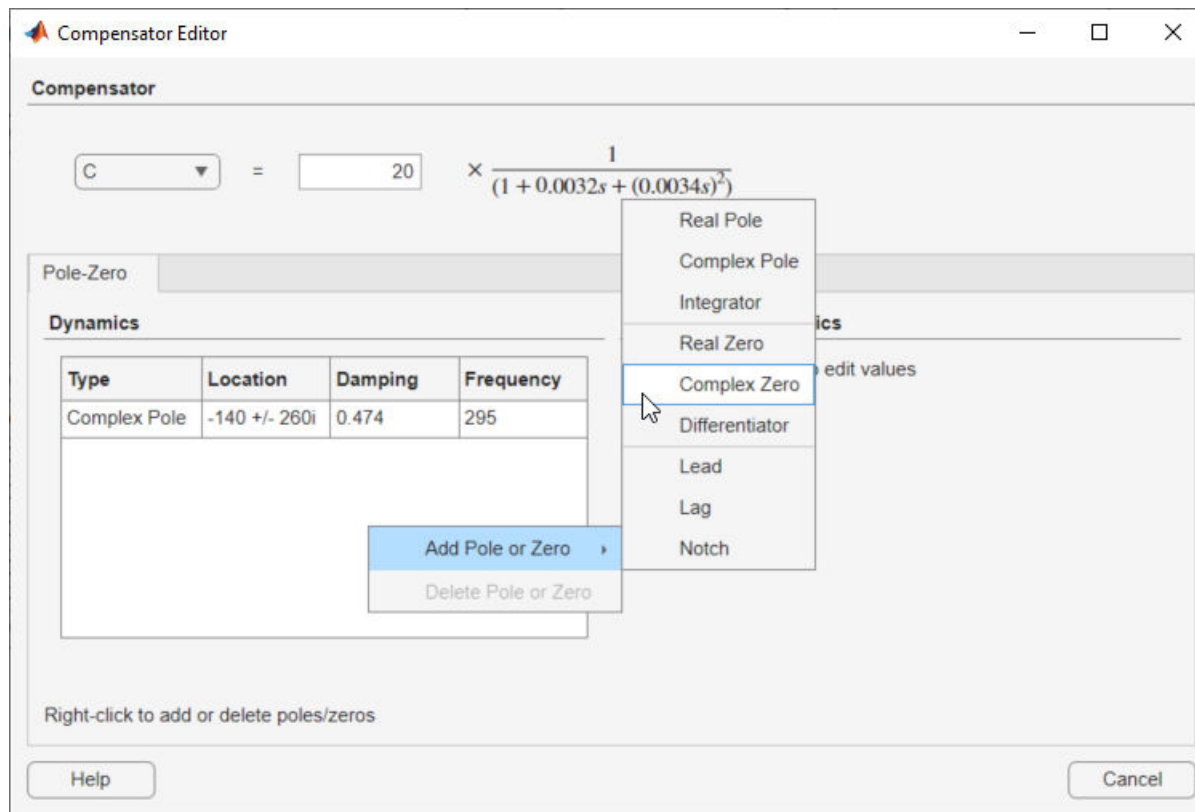 Compensator Editor
Compensator
C = 20 × 1
(1 + 0.0032s + (0.0034s)²)
Pole-Zero
Dynamics
Type Location Damping Frequency
Complex Pole -140 +/- 260i 0.474 295
Add Pole or Zero
Delete Pole or Zero
Real Pole
Complex Pole
Integrator
Real Zero
Complex Zero
Differentiator
Lead
Lag
Notch
edit values
Right-click to add or delete poles/zeros
Help
Cancel